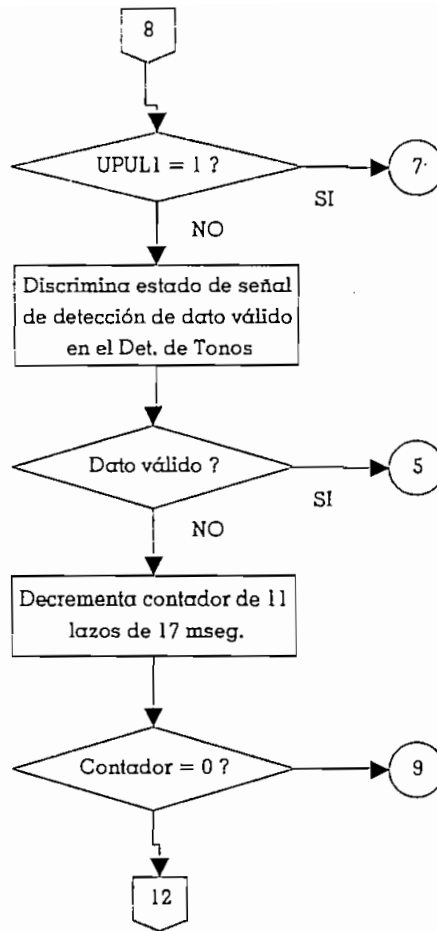 8
UPUL1 = 1 ?
7
SI
NO
Discrimina estado de señal
de detección de dato válido
en el Det. de Tonos
Dato válido ?
5
SI
NO
Decrementa contador de 11
lazos de 17 mseg.
Contador = 0 ?
9
12